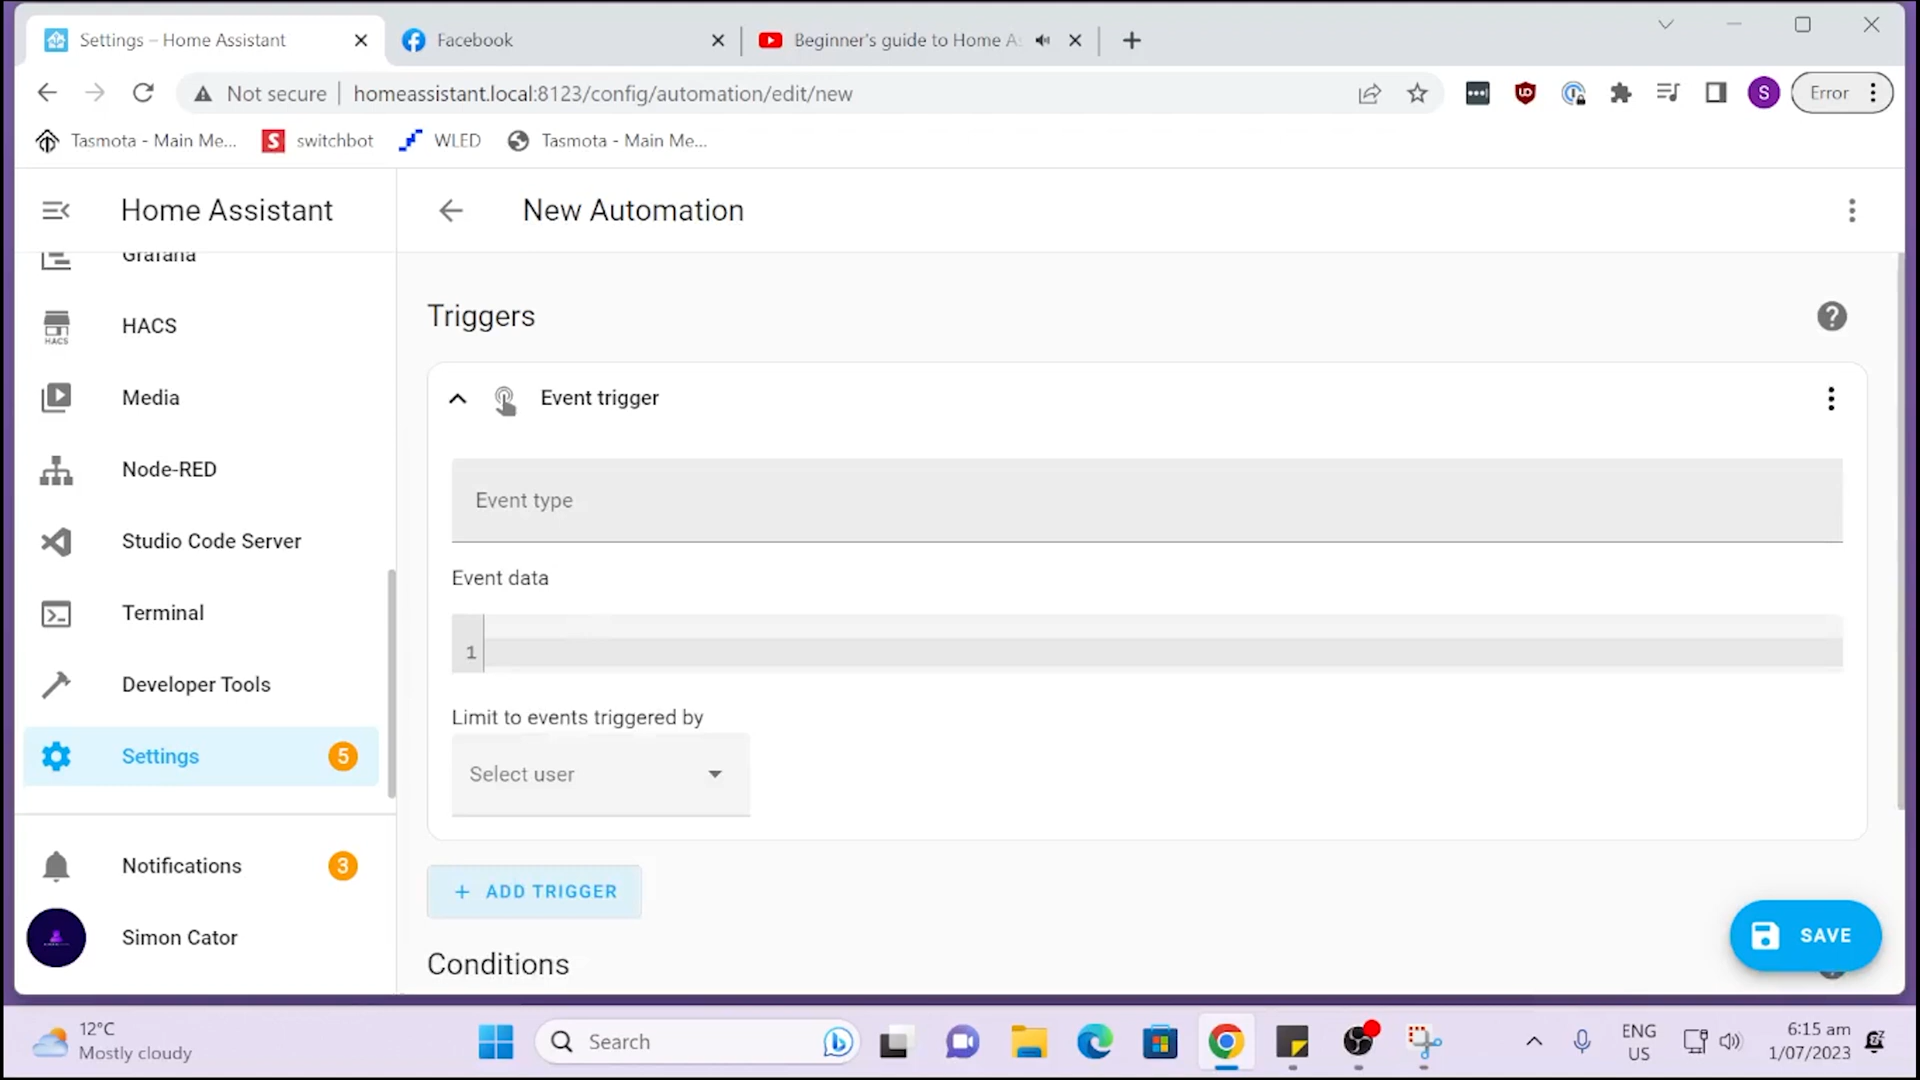 Settings – Home Assistant
Facebook
Beginner's guide to Home As
Not secure
homeassistant.local:8123/config/automation/edit/new
S
Error
Tasmota - Main Me...
switchbot
WLED
Tasmota - Main Me...
Home Assistant
New Automation
Grafana
HACS
HACS
Media
Node-RED
Studio Code Server
Terminal
Developer Tools
Settings
5
Notifications
3
Simon Cator
Triggers
Event trigger
Event type
Event data
1
Limit to events triggered by
Select user
ADD TRIGGER
Conditions
SAVE
12°C
Mostly cloudy
Search
ENG
US
6:15 am
1/07/2023